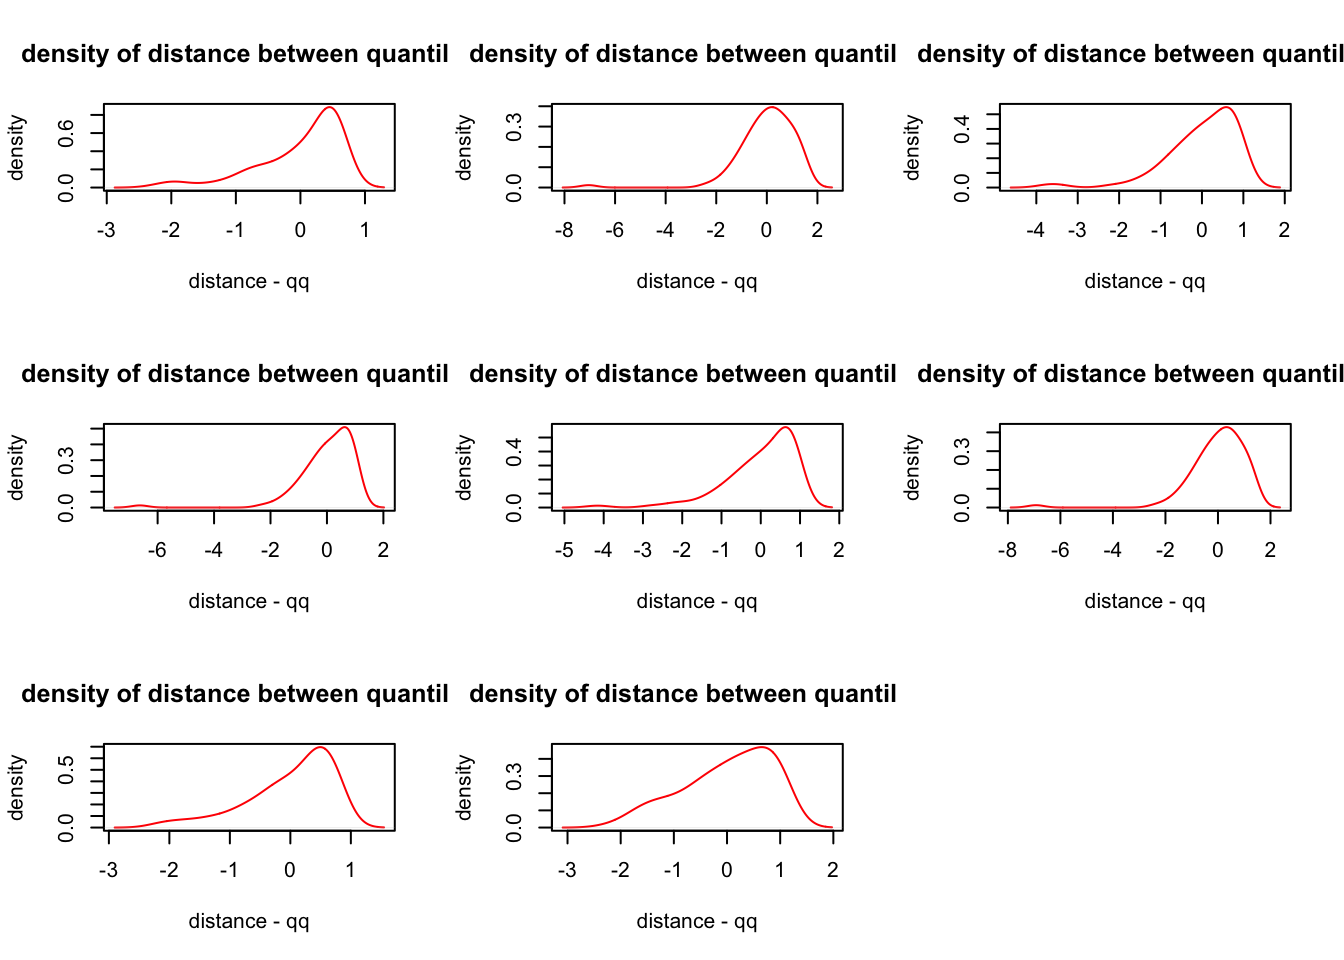 density of distance between quantil
density
0.0 0.6
-3 -2 -1 0 1
distance - qq
density of distance between quantil
density
0.0 0.3
-8 -6 -4 -2 0 2
distance - qq
density of distance between quantil
density
0.0 0.4
-4 -3 -2 -1 0 1 2
distance - qq
density of distance between quantil
density
0.0 0.3
-6 -4 -2 0 2
distance - qq
density of distance between quantil
density
0.0 0.4
-5 -4 -3 -2 -1 0 1 2
distance - qq
density of distance between quantil
density
0.0 0.3
-8 -6 -4 -2 0 2
distance - qq
density of distance between quantil
density
0.0 0.5
-3 -2 -1 0 1
distance - qq
density of distance between quantil
density
0.0 0.3
-3 -2 -1 0 1 2
distance - qq